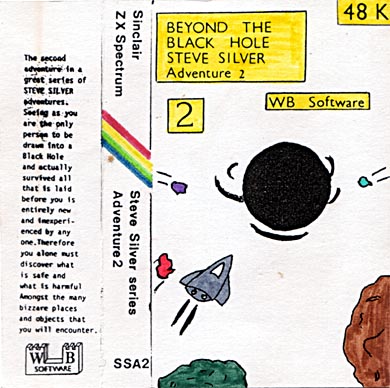 The second
adventure in a
great series of
STEVE SILVER
adventures.
Seeing as you
are the only
person to be
drawn into a
Black Hole
and actually
survived all
that is laid
before you is
entirely new
and inexperi-
enced by any
one.Therefore
you alone must
discover what
is safe and
what is harmful
Amongst the many
bizzare places
and objects that
you will encounter.
WB
SOFTWARE
Sinclair
ZX Spectrum
Steve Silver series
Adventure 2
SSA2
48 K
BEYOND THE
BLACK HOLE
STEVE SILVER
Adventure 2
2
WB Software